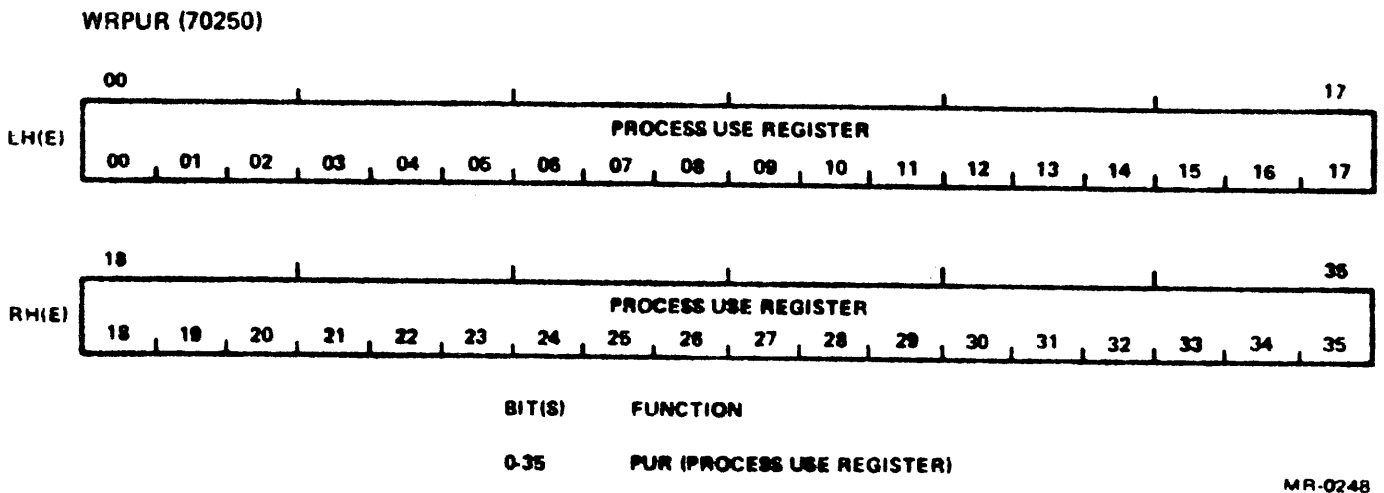 WRPUR (70250)
00 17
LH(E) PROCESS USE REGISTER
00 01 02 03 04 05 06 07 08 09 10 11 12 13 14 15 16 17
18 35
RH(E) PROCESS USE REGISTER
18 19 20 21 22 23 24 25 26 27 28 29 30 31 32 33 34 35
BIT(S) FUNCTION
0-35 PUR (PROCESS USE REGISTER)
MR-0248